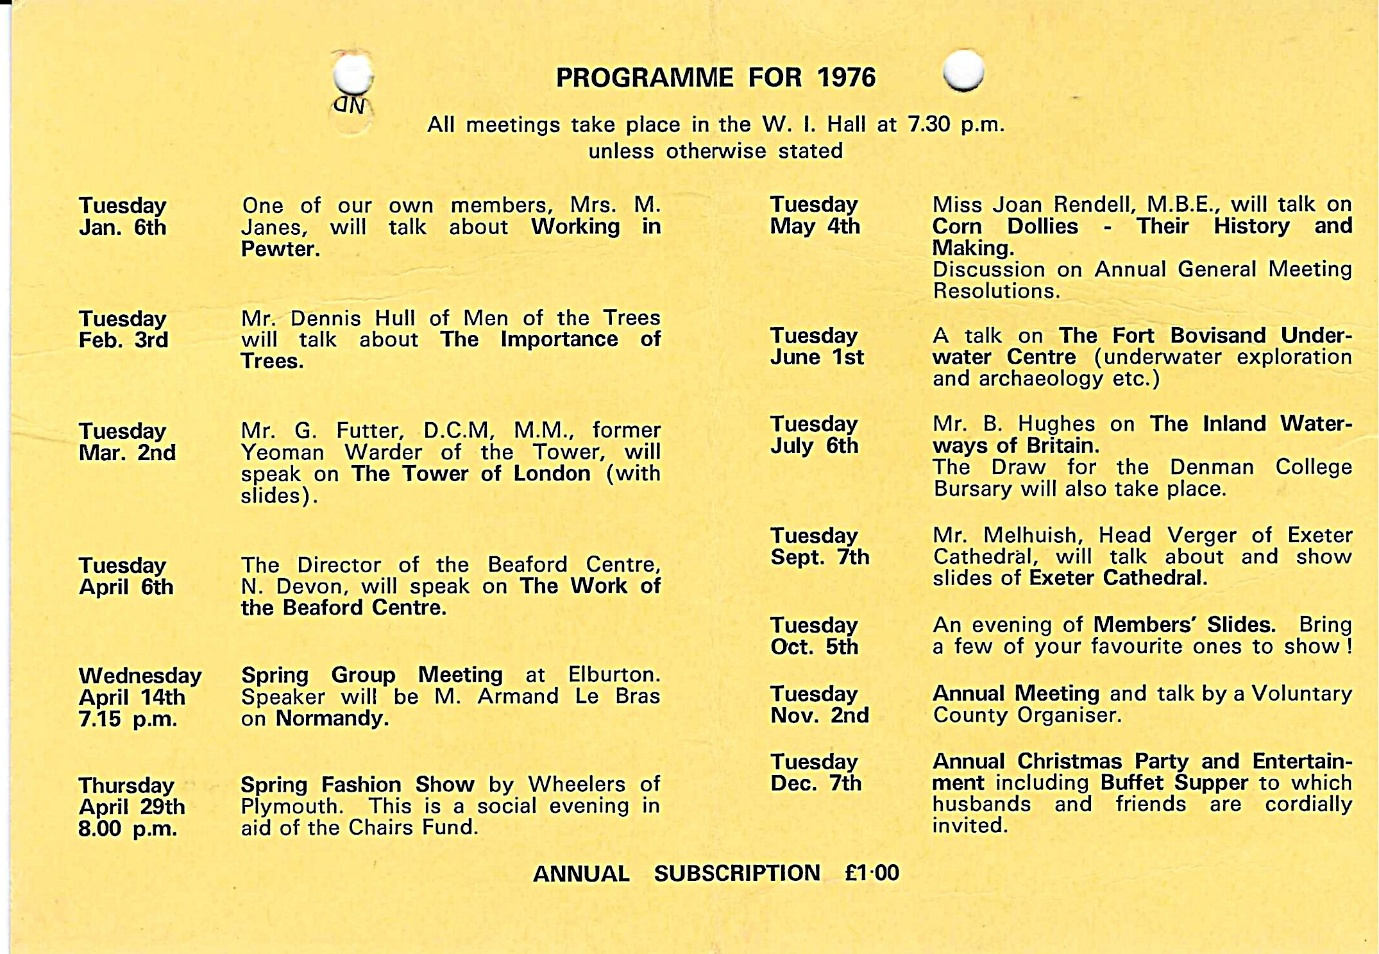 PROGRAMME FOR 1976
ND
All meetings take place in the W. I. Hall at 7.30 p.m.
unless otherwise stated
Tuesday
Jan. 6th
One of our own members, Mrs. M.
Janes, will talk about Working in
Pewter.
Tuesday
Feb. 3rd
Mr. Dennis Hull of Men of the Trees
will talk about The Importance of
Trees.
Tuesday
Mar. 2nd
Mr. G. Futter, D.C.M, M.M., former
Yeoman Warder of the Tower, will
speak on The Tower of London (with
slides).
Tuesday
April 6th
The Director of the Beaford Centre,
N. Devon, will speak on The Work of
the Beaford Centre.
Wednesday
April 14th
7.15 p.m.
Spring Group Meeting at Elburton.
Speaker will be M. Armand Le Bras
on Normandy.
Thursday
April 29th
8.00 p.m.
Spring Fashion Show by Wheelers of
Plymouth. This is a social evening in
aid of the Chairs Fund.
Tuesday
May 4th
Miss Joan Rendell, M.B.E., will talk on
Corn Dollies - Their History and
Making.
Discussion on Annual General Meeting
Resolutions.
Tuesday
June 1st
A talk on The Fort Bovisand Under-
water Centre (underwater exploration
and archaeology etc.)
Tuesday
July 6th
Mr. B. Hughes on The Inland Water-
ways of Britain.
The Draw for the Denman College
Bursary will also take place.
Tuesday
Sept. 7th
Mr. Melhuish, Head Verger of Exeter
Cathedral, will talk about and show
slides of Exeter Cathedral.
Tuesday
Oct. 5th
An evening of Members' Slides. Bring
a few of your favourite ones to show !
Tuesday
Nov. 2nd
Annual Meeting and talk by a Voluntary
County Organiser.
Tuesday
Dec. 7th
Annual Christmas Party and Entertain-
ment including Buffet Supper to which
husbands and friends are cordially
invited.
ANNUAL SUBSCRIPTION £1·00